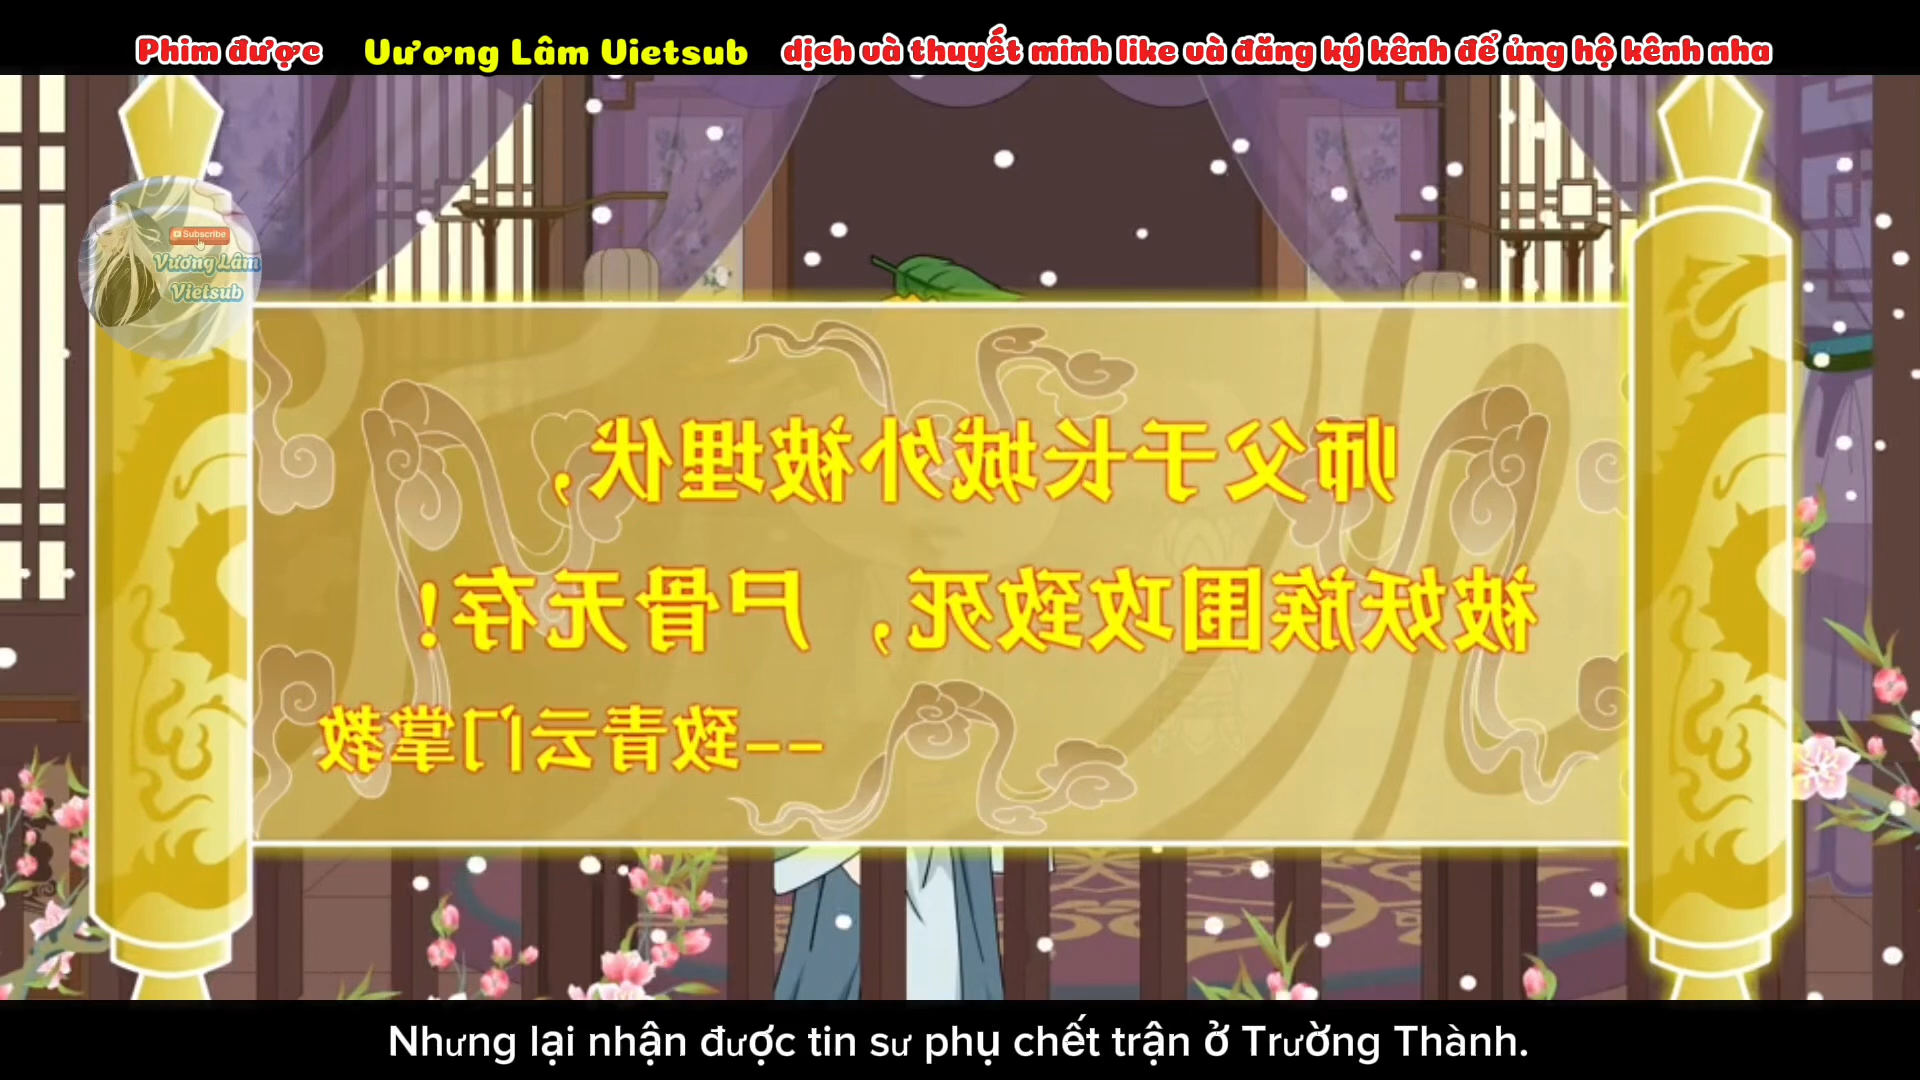 Phim được Vương Lâm Vietsub dịch và thuyết minh like và đăng ký kênh để ủng hộ kênh nha
Subscribe
Vương Lâm
Vietsub
师父于长城外被埋伏，
被妖族围攻致死，尸骨无存！
--致青云门掌教
Nhưng lại nhận được tin sư phụ chết trận ở Trường Thành.